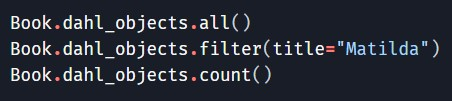 Book.dahl_objects.all()
Book.dahl_objects.filter(title="Matilda")
Book.dahl_objects.count()